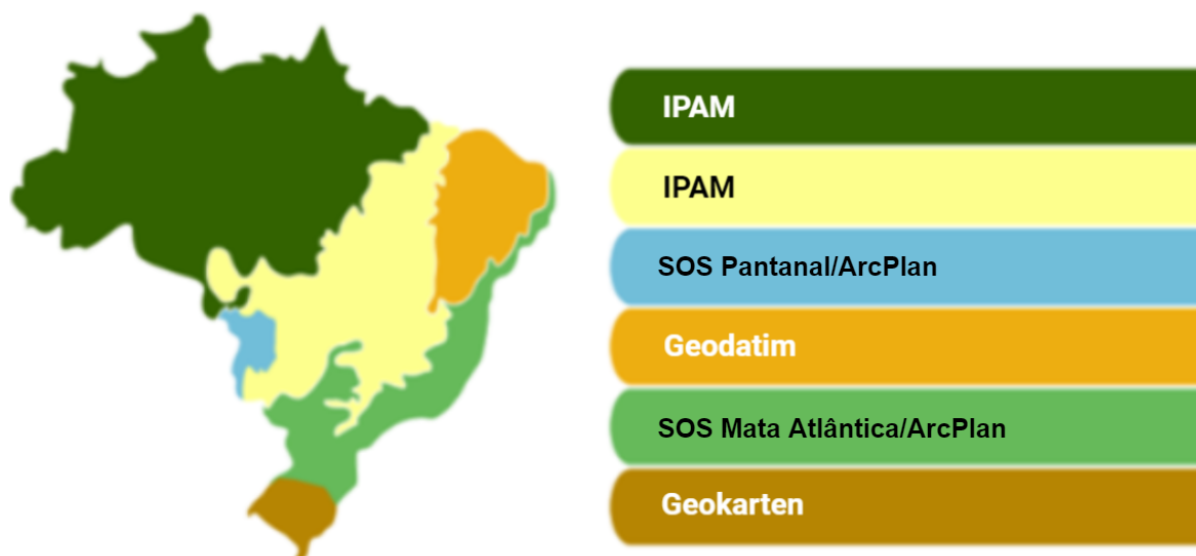 IPAM
IPAM
SOS Pantanal/ArcPlan
Geodatim
SOS Mata Atlântica/ArcPlan
Geokarten